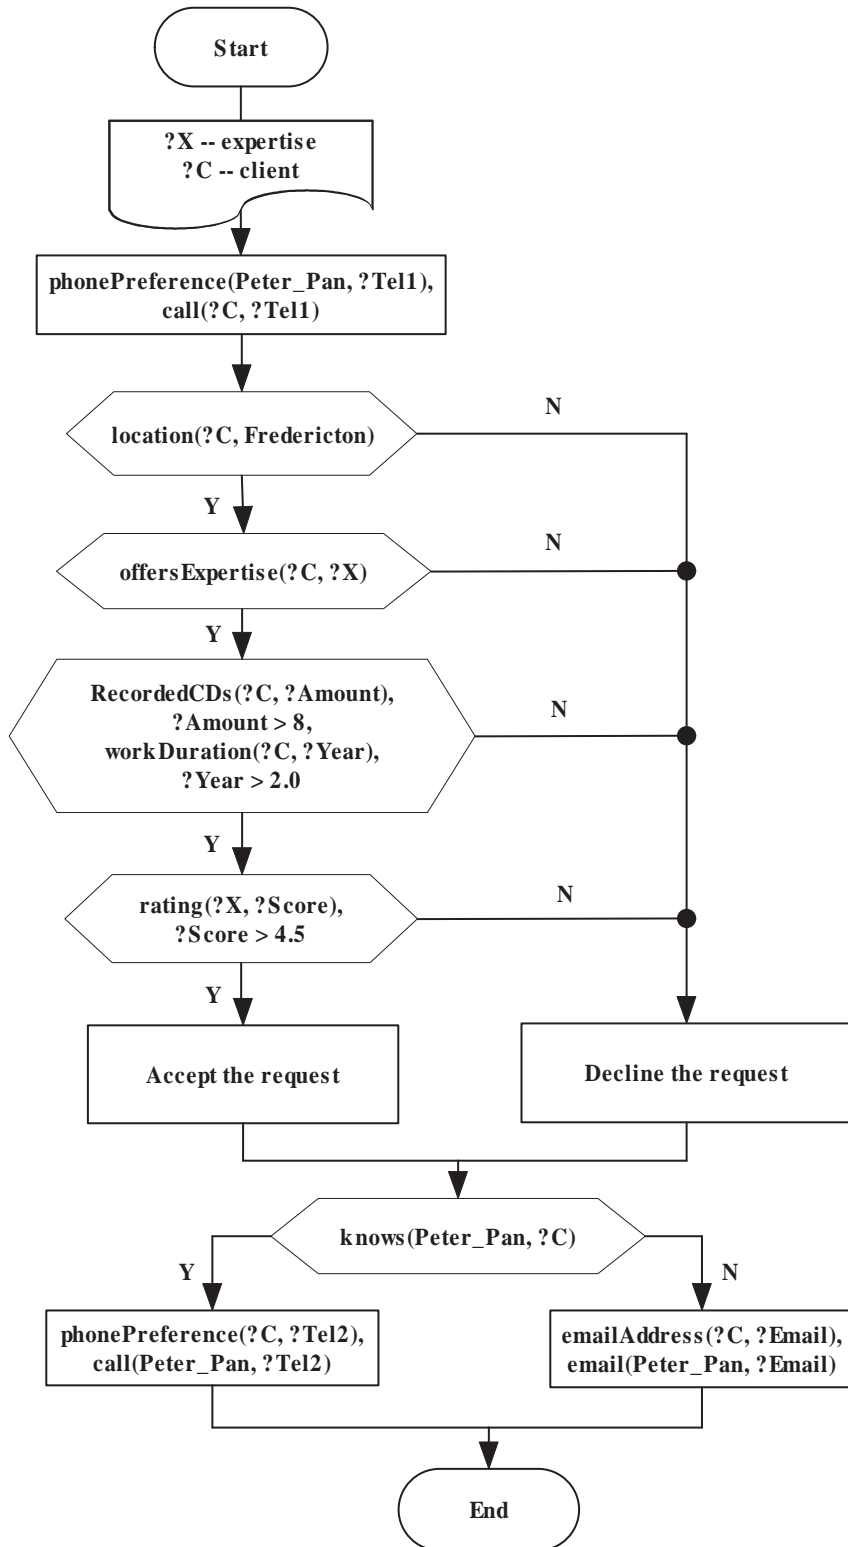 Start
?X -- expertise
?C -- client
phonePreference(Peter_Pan, ?Tel1),
call(?C, ?Tel1)
location(?C, Fredericton)
N
Y
offersExpertise(?C, ?X)
N
Y
RecordedCDs(?C, ?Amount),
?Amount > 8,
workDuration(?C, ?Year),
?Year > 2.0
N
Y
rating(?X, ?Score),
?Score > 4.5
N
Y
Accept the request
Decline the request
knows(Peter_Pan, ?C)
Y
N
phonePreference(?C, ?Tel2),
call(Peter_Pan, ?Tel2)
emailAddress(?C, ?Email),
email(Peter_Pan, ?Email)
End